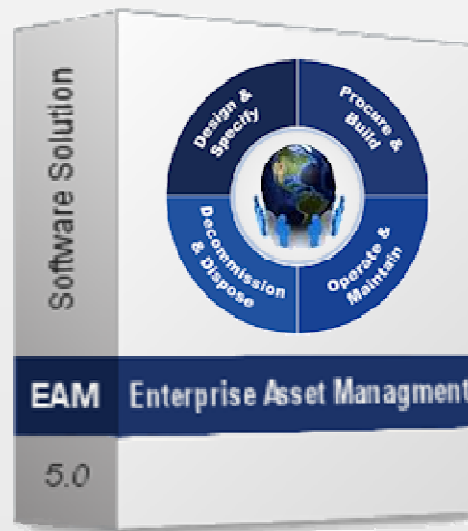 Software Solution
EAM
5.0
Design &
Specify
Procure &
Build
Operate &
Maintain
Decommission
& Dispose
Enterprise Asset Managment